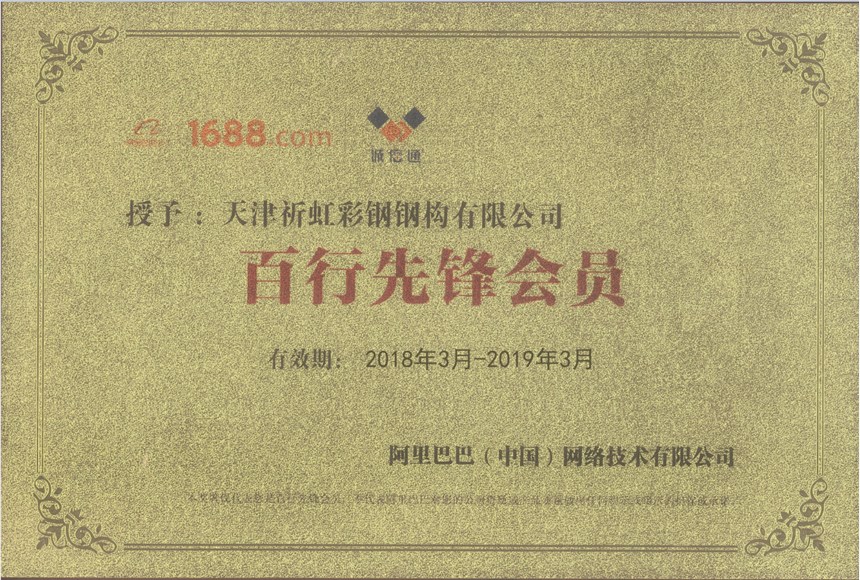 1688.com
诚信通
授予：天津祈虹彩钢钢构有限公司
百行先锋会员
有效期： 2018年3月-2019年3月
阿里巴巴（中国）网络技术有限公司